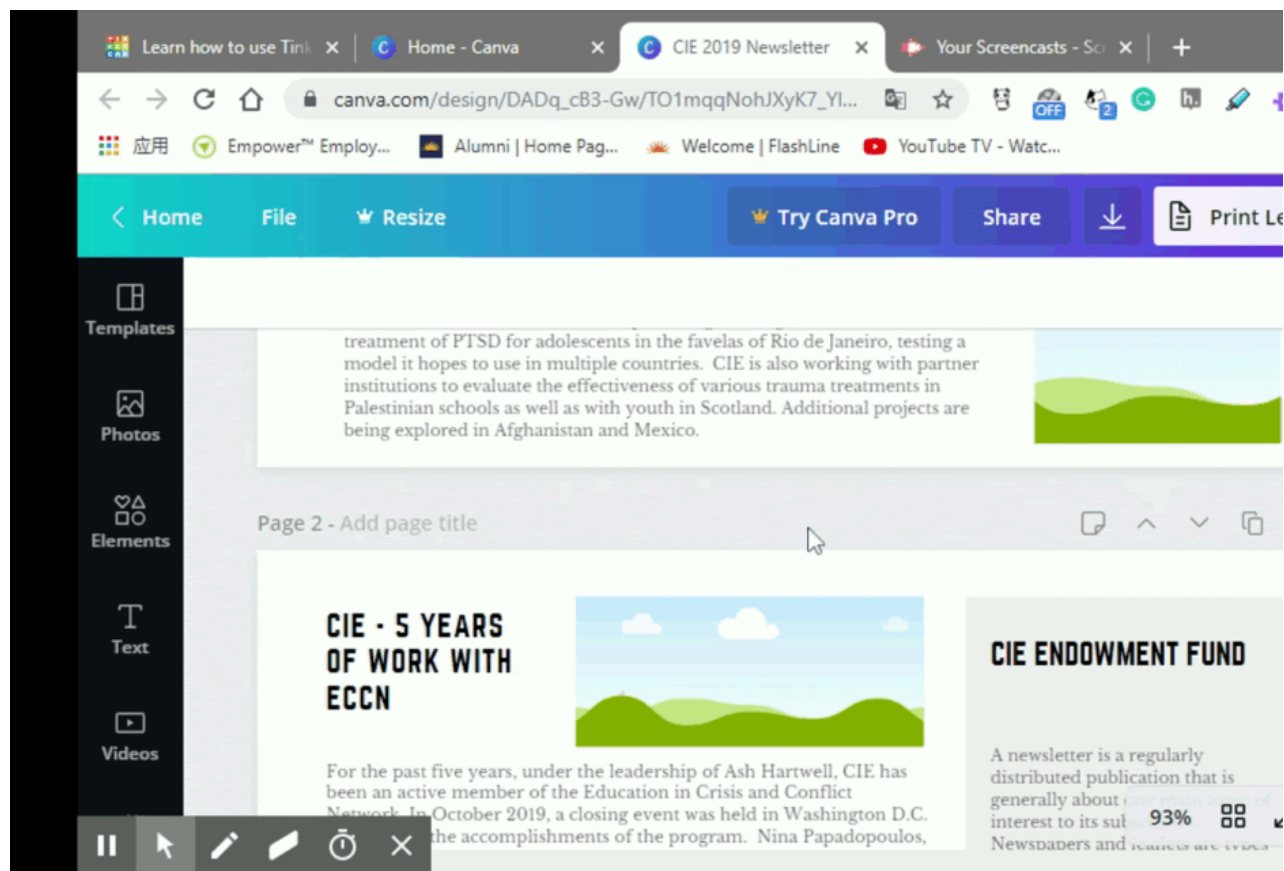 Learn how to use Tink
Home - Canva
CIE 2019 Newsletter
Your Screencasts - Sc
canva.com/design/DADq_cB3-Gw/TO1mqqNohJXyK7_YI...
OFF
2
应用
Empower™ Employ...
Alumni | Home Pag...
Welcome | FlashLine
YouTube TV - Watc...
Home
File
Resize
Try Canva Pro
Share
Print Le
Templates
Photos
Elements
Text
Videos
treatment of PTSD for adolescents in the favelas of Rio de Janeiro, testing a
model it hopes to use in multiple countries. CIE is also working with partner
institutions to evaluate the effectiveness of various trauma treatments in
Palestinian schools as well as with youth in Scotland. Additional projects are
being explored in Afghanistan and Mexico.
Page 2 - Add page title
CIE - 5 YEARS
OF WORK WITH
ECCN
For the past five years, under the leadership of Ash Hartwell, CIE has
been an active member of the Education in Crisis and Conflict
Network. In October 2019, a closing event was held in Washington D.C.
the accomplishments of the program. Nina Papadopoulos,
CIE ENDOWMENT FUND
A newsletter is a regularly
distributed publication that is
generally about
interest to its sub
Newspapers and leaflets are types
93%